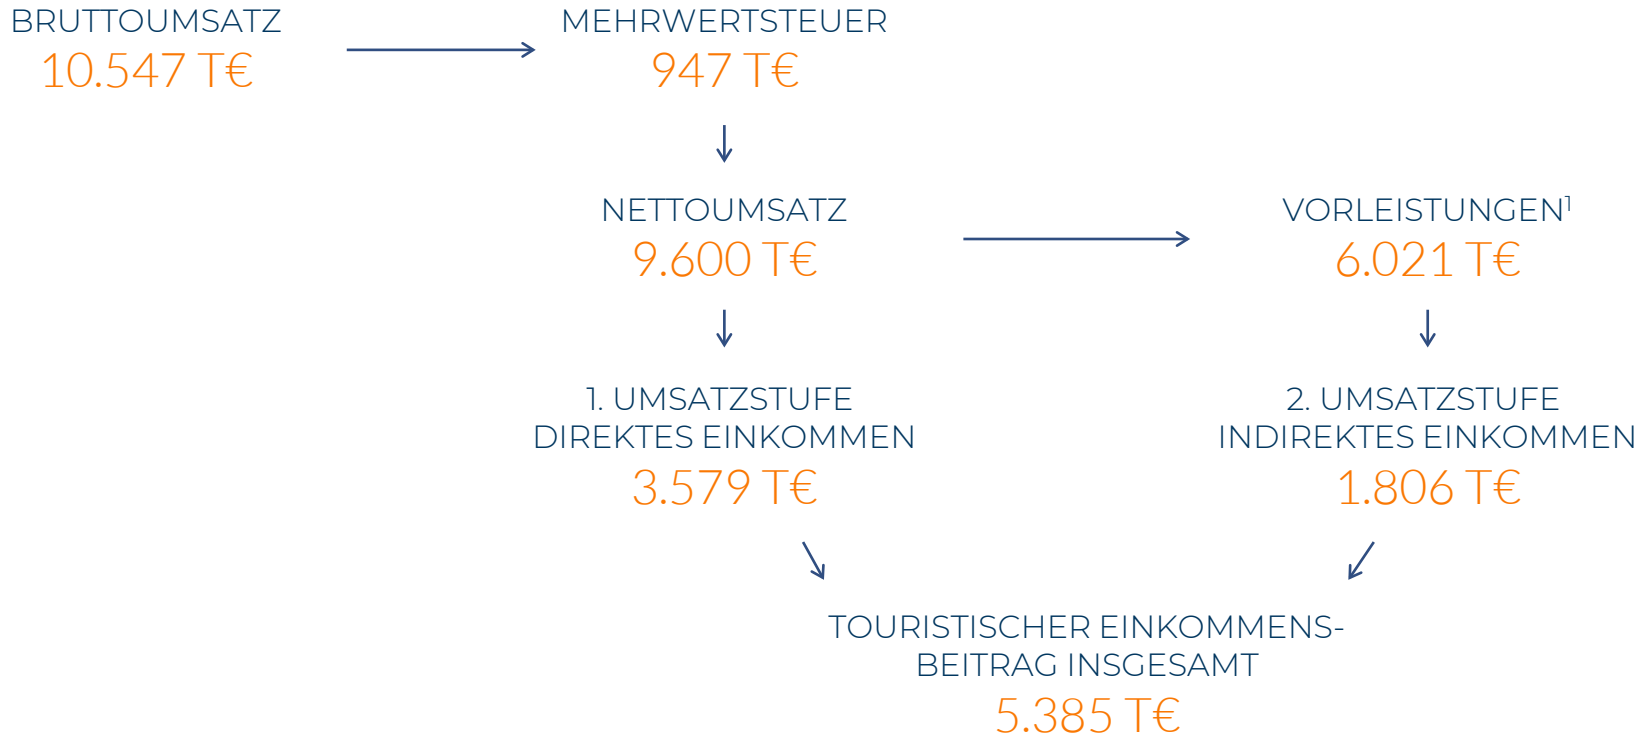 BRUTTOUMSATZ
10.547 T€
MEHRWERTSTEUER
947 T€
NETTOUMSATZ
9.600 T€
VORLEISTUNGEN¹
6.021 T€
1. UMSATZSTUFE
DIREKTES EINKOMMEN
3.579 T€
2. UMSATZSTUFE
INDIREKTES EINKOMMEN
1.806 T€
TOURISTISCHER EINKOMMENS-
BEITRAG INSGESAMT
5.385 T€